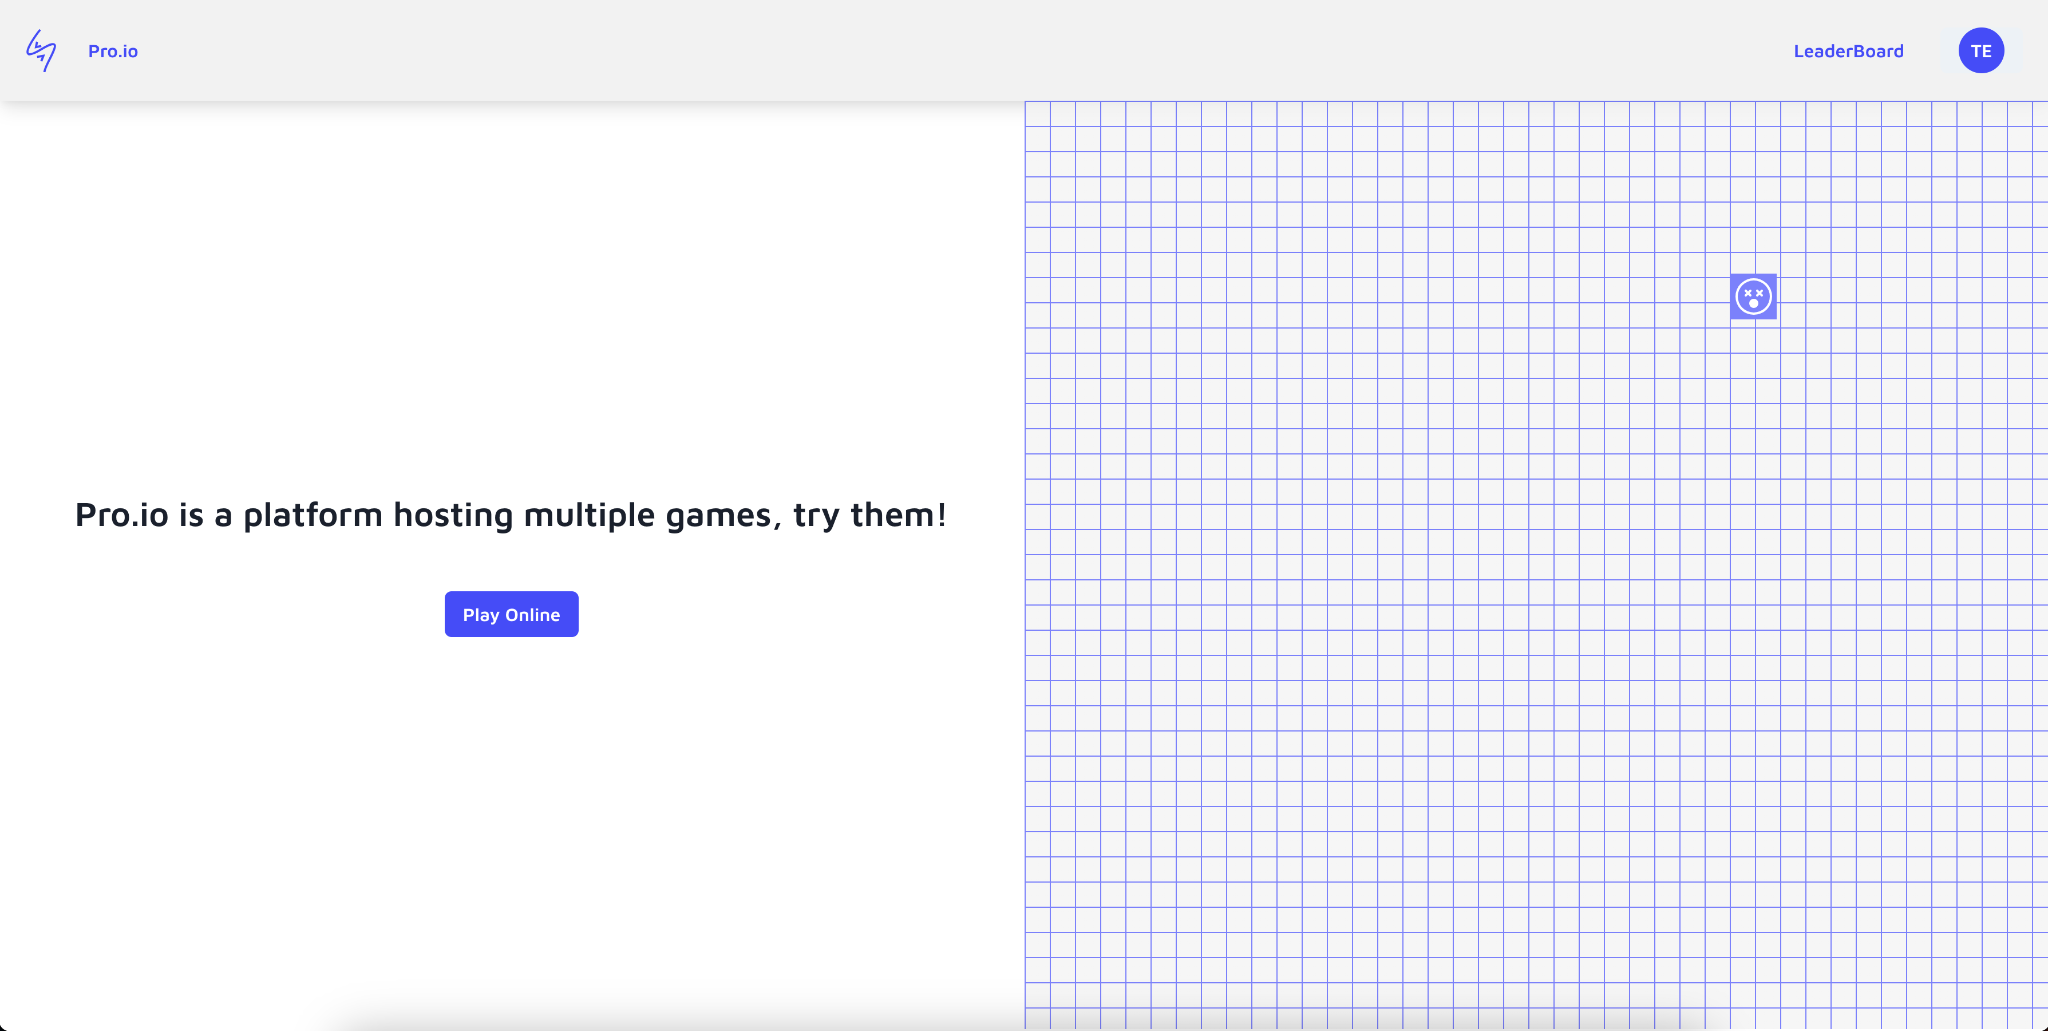 Pro.io
LeaderBoard
TE
Pro.io is a platform hosting multiple games, try them!
Play Online